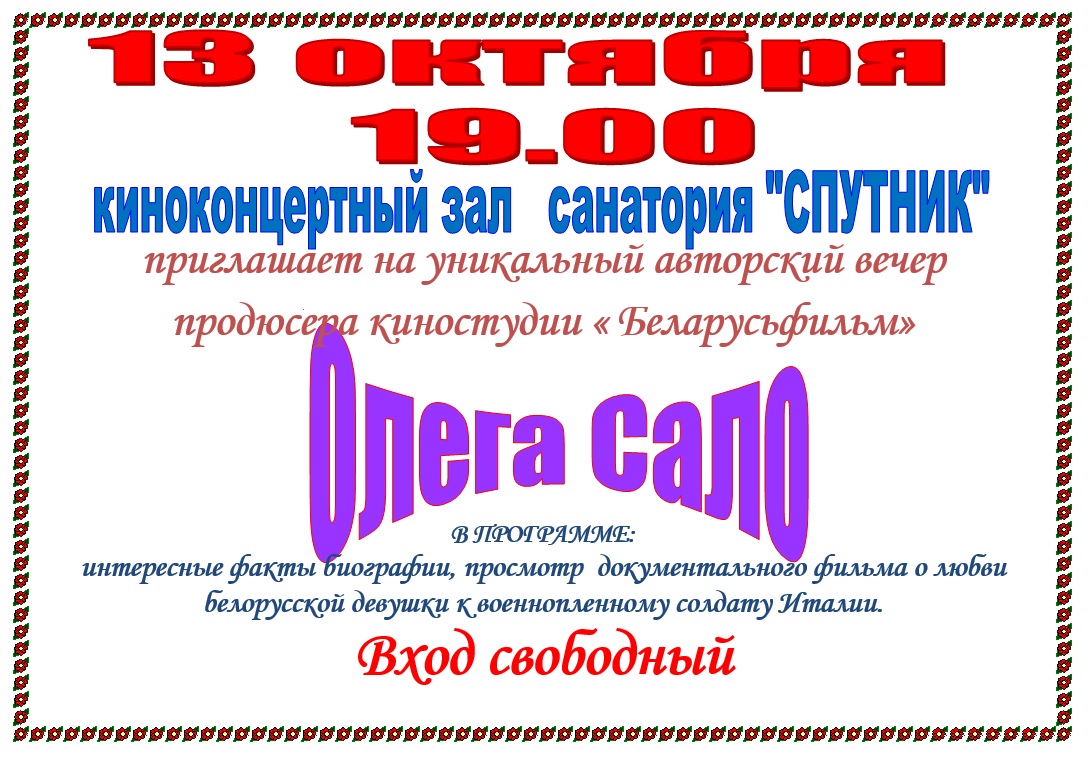 13 октября
19.00
киноконцертный зал санатория "СПУТНИК"
приглашает на уникальный авторский вечер
продюсера киностудии « Беларусьфильм»
Олега Сало
В ПРОГРАММЕ:
интересные факты биографии, просмотр документального фильма о любви
белорусской девушки к военнопленному солдату Италии.
Вход свободный